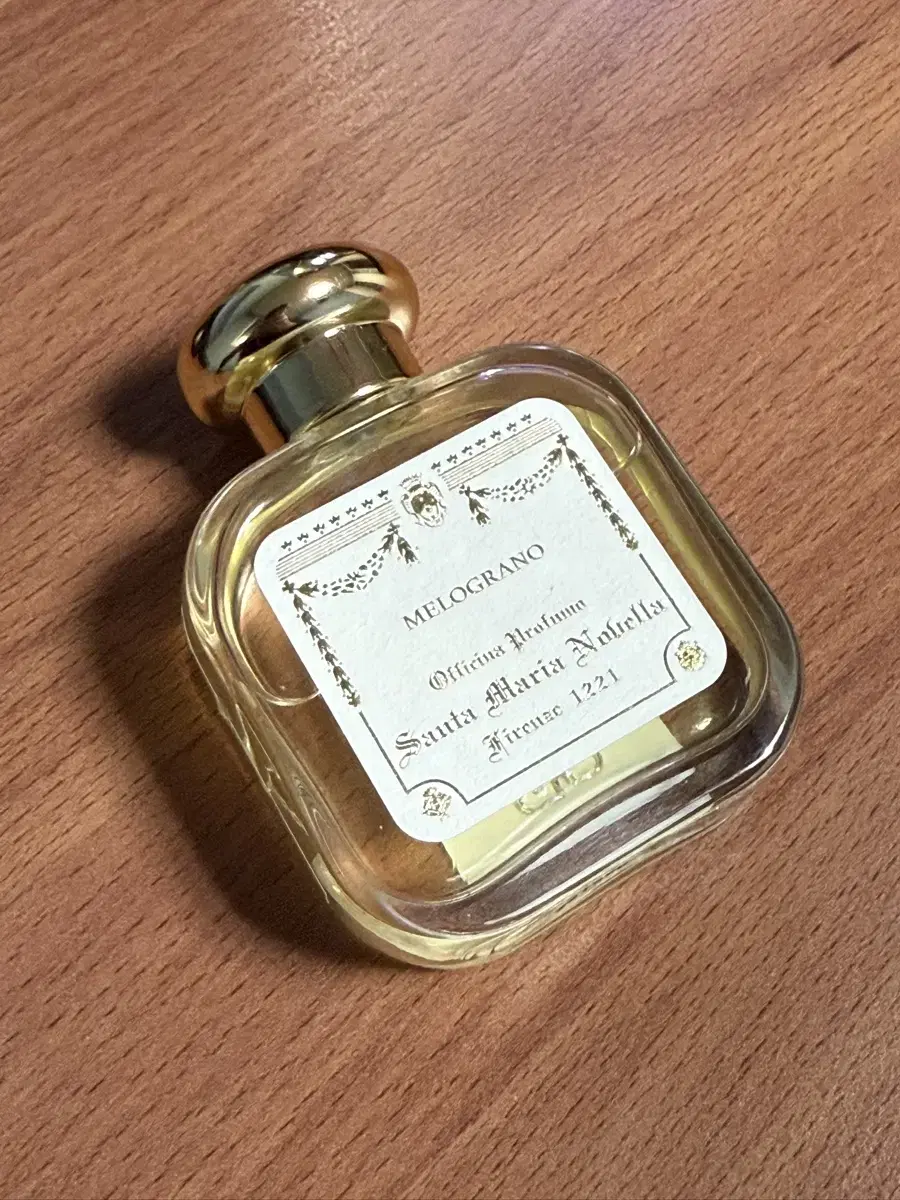 MELOGRANO
Officina Profumo
Santa Maria Novella
Firenze 1221